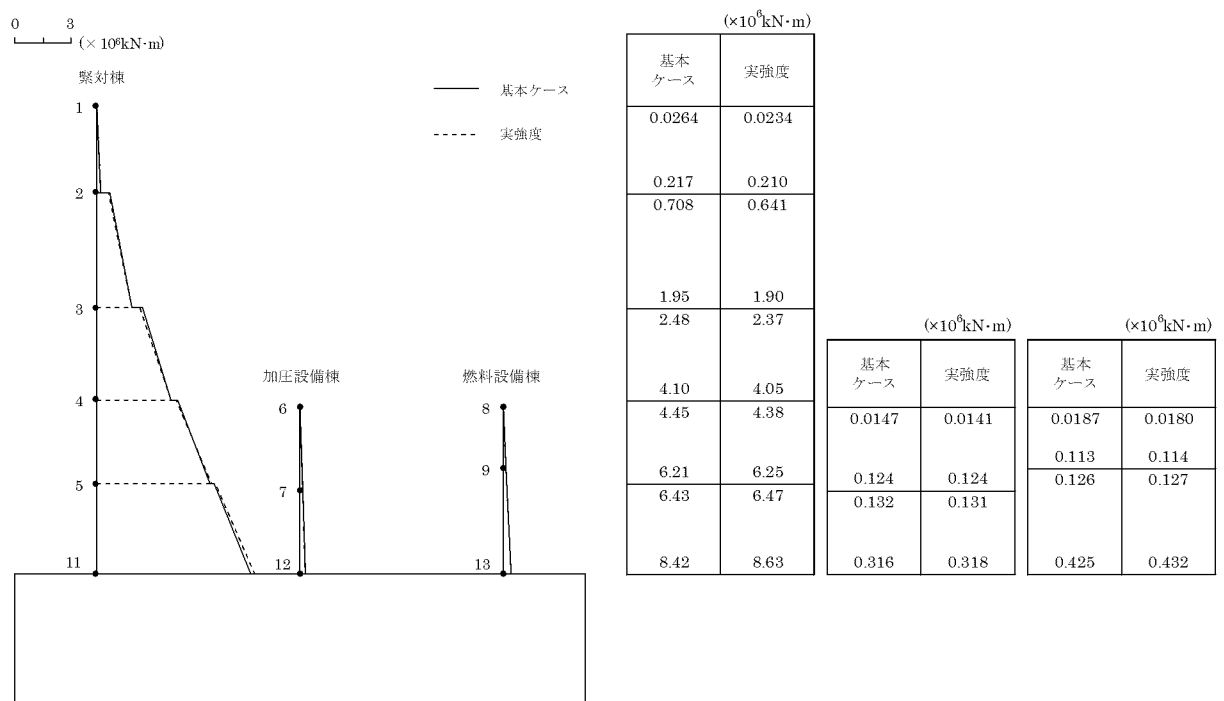 0 3
(×10⁶kN·m)
緊対棟
基本ケース
実強度
1
2
3
4
5
11
加圧設備棟
6
7
12
燃料設備棟
8
9
13
(×10⁶kN·m)
基本 実強度
ケース
0.0264 0.0234
0.217 0.210
0.708 0.641
1.95 1.90
2.48 2.37
4.10 4.05
4.45 4.38
6.21 6.25
6.43 6.47
8.42 8.63
(×10⁶kN·m)
基本 実強度
ケース
0.0147 0.0141
0.124 0.124
0.132 0.131
0.316 0.318
(×10⁶kN·m)
基本 実強度
ケース
0.0187 0.0180
0.113 0.114
0.126 0.127
0.425 0.432